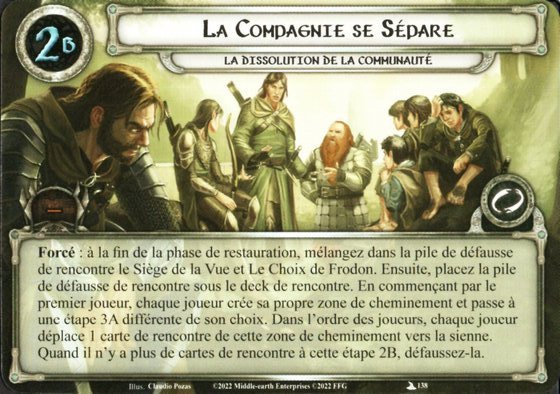 2B
La Compagnie se Sépare
LA DISSOLUTION DE LA COMMUNAUTÉ
–
Forcé : à la fin de la phase de restauration, mélangez dans la pile de défausse
de rencontre le Siège de la Vue et Le Choix de Frodon. Ensuite, placez la pile
de défausse de rencontre sous le deck de rencontre. En commençant par le
premier joueur, chaque joueur crée sa propre zone de cheminement et passe à
une étape 3A différente de son choix. Dans l'ordre des joueurs, chaque joueur
déplace 1 carte de rencontre de cette zone de cheminement vers la sienne.
Quand il n'y a plus de cartes de rencontre à cette étape 2B, défaussez-la.
Illus. Claudio Pozas ©2022 Middle-earth Enterprises ©2022 FFG 138